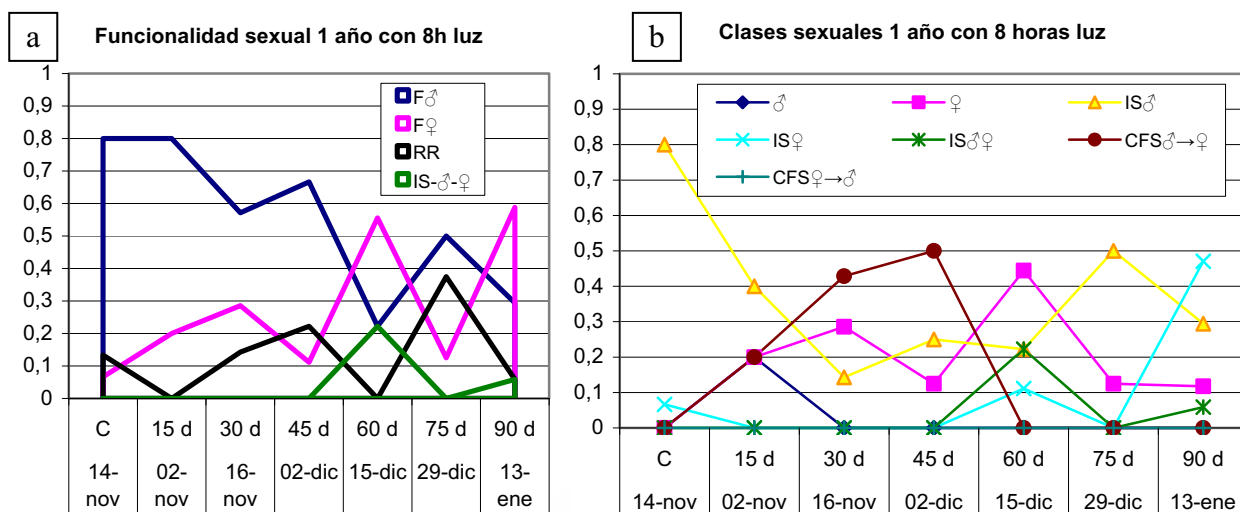 a
Funcionalidad sexual 1 año con 8h luz
1
0,9
0,8
0,7
0,6
0,5
0,4
0,3
0,2
0,1
0
F♂
F♀
RR
IS-♂-♀
C 15 d 30 d 45 d 60 d 75 d 90 d
14-nov 02-nov 16-nov 02-dic 15-dic 29-dic 13-ene
b
Clases sexuales 1 año con 8 horas luz
1
0,9
0,8
0,7
0,6
0,5
0,4
0,3
0,2
0,1
0
♂ ♀ IS♂
IS♀ IS♂♀ CFS♂→♀
CFS♀→♂
C 15 d 30 d 45 d 60 d 75 d 90 d
14-nov 02-nov 16-nov 02-dic 15-dic 29-dic 13-ene